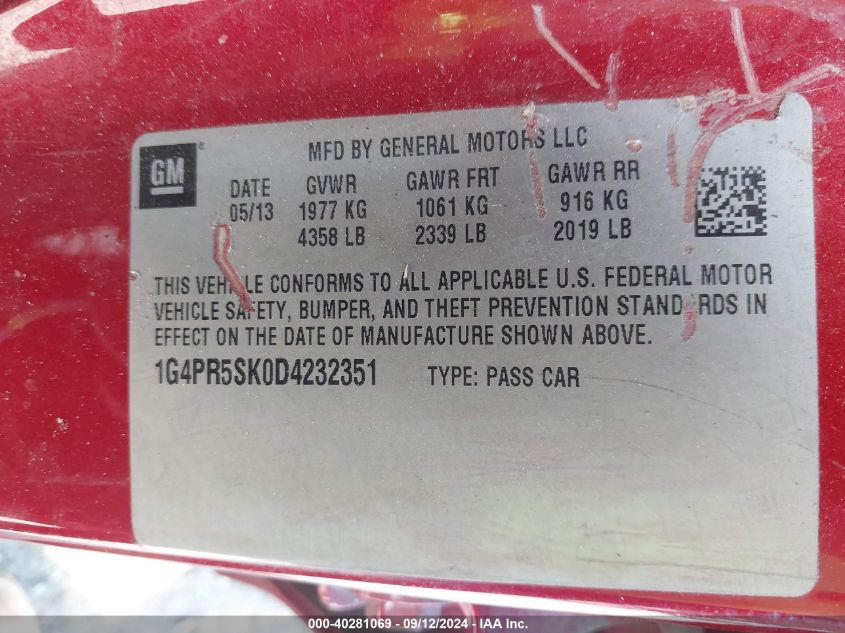 MFD BY GENERAL MOTORS LLC
GM®
DATE GVWR GAWR FRT GAWR RR
05/13 1977 KG 1061 KG 916 KG
4358 LB 2339 LB 2019 LB
THIS VEHICLE CONFORMS TO ALL APPLICABLE U.S. FEDERAL MOTOR
VEHICLE SAFETY, BUMPER, AND THEFT PREVENTION STANDARDS IN
EFFECT ON THE DATE OF MANUFACTURE SHOWN ABOVE.
1G4PR5SK0D4232351 TYPE: PASS CAR
000-40281069 - 09/12/2024 - IAA Inc.